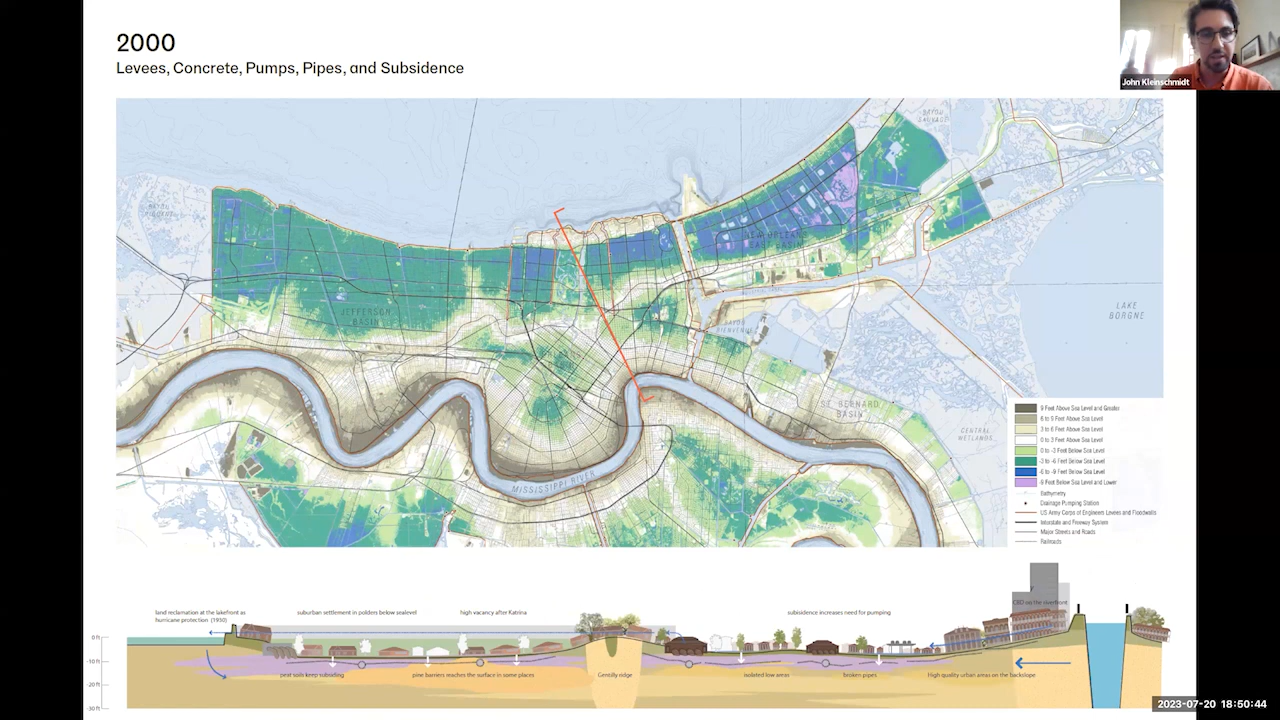 2000
Levees, Concrete, Pumps, Pipes, and Subsidence
John Kleinschmidt
BAYOU
SAUVAGE
NEW ORLEANS
EAST BASIN
JEFFERSON
BASIN
LAKE
BORGNE
BAYOU
BIENVENUE
ST. BERNARD
BASIN
CENTRAL
WETLANDS
MISSISSIPPI RIVER
9 Feet Above Sea Level and Greater
6 to 9 Feet Above Sea Level
3 to 6 Feet Above Sea Level
0 to 3 Feet Above Sea Level
0 to -3 Feet Below Sea Level
-3 to -6 Feet Below Sea Level
-6 to -9 Feet Below Sea Level
-9 Feet Below Sea Level and Lower
Bathymetry
Drainage Pumping Station
US Army Corps of Engineers Levees and Floodwalls
Interstate and Freeway System
Major Streets and Roads
Railroads
land reclamation at the lakefront as
hurricane protection (1930)
suburban settlement in polders below sealevel
high vacancy after Katrina
subisidence increases need for pumping
CBD on the riverfront
0 ft
-10 ft
-20 ft
-30 ft
peat soils keep subsiding
pine barriers reaches the surface in some places
Gentilly ridge
isolated low areas
broken pipes
High quality urban areas on the backslope
2023-07-20 18:50:44